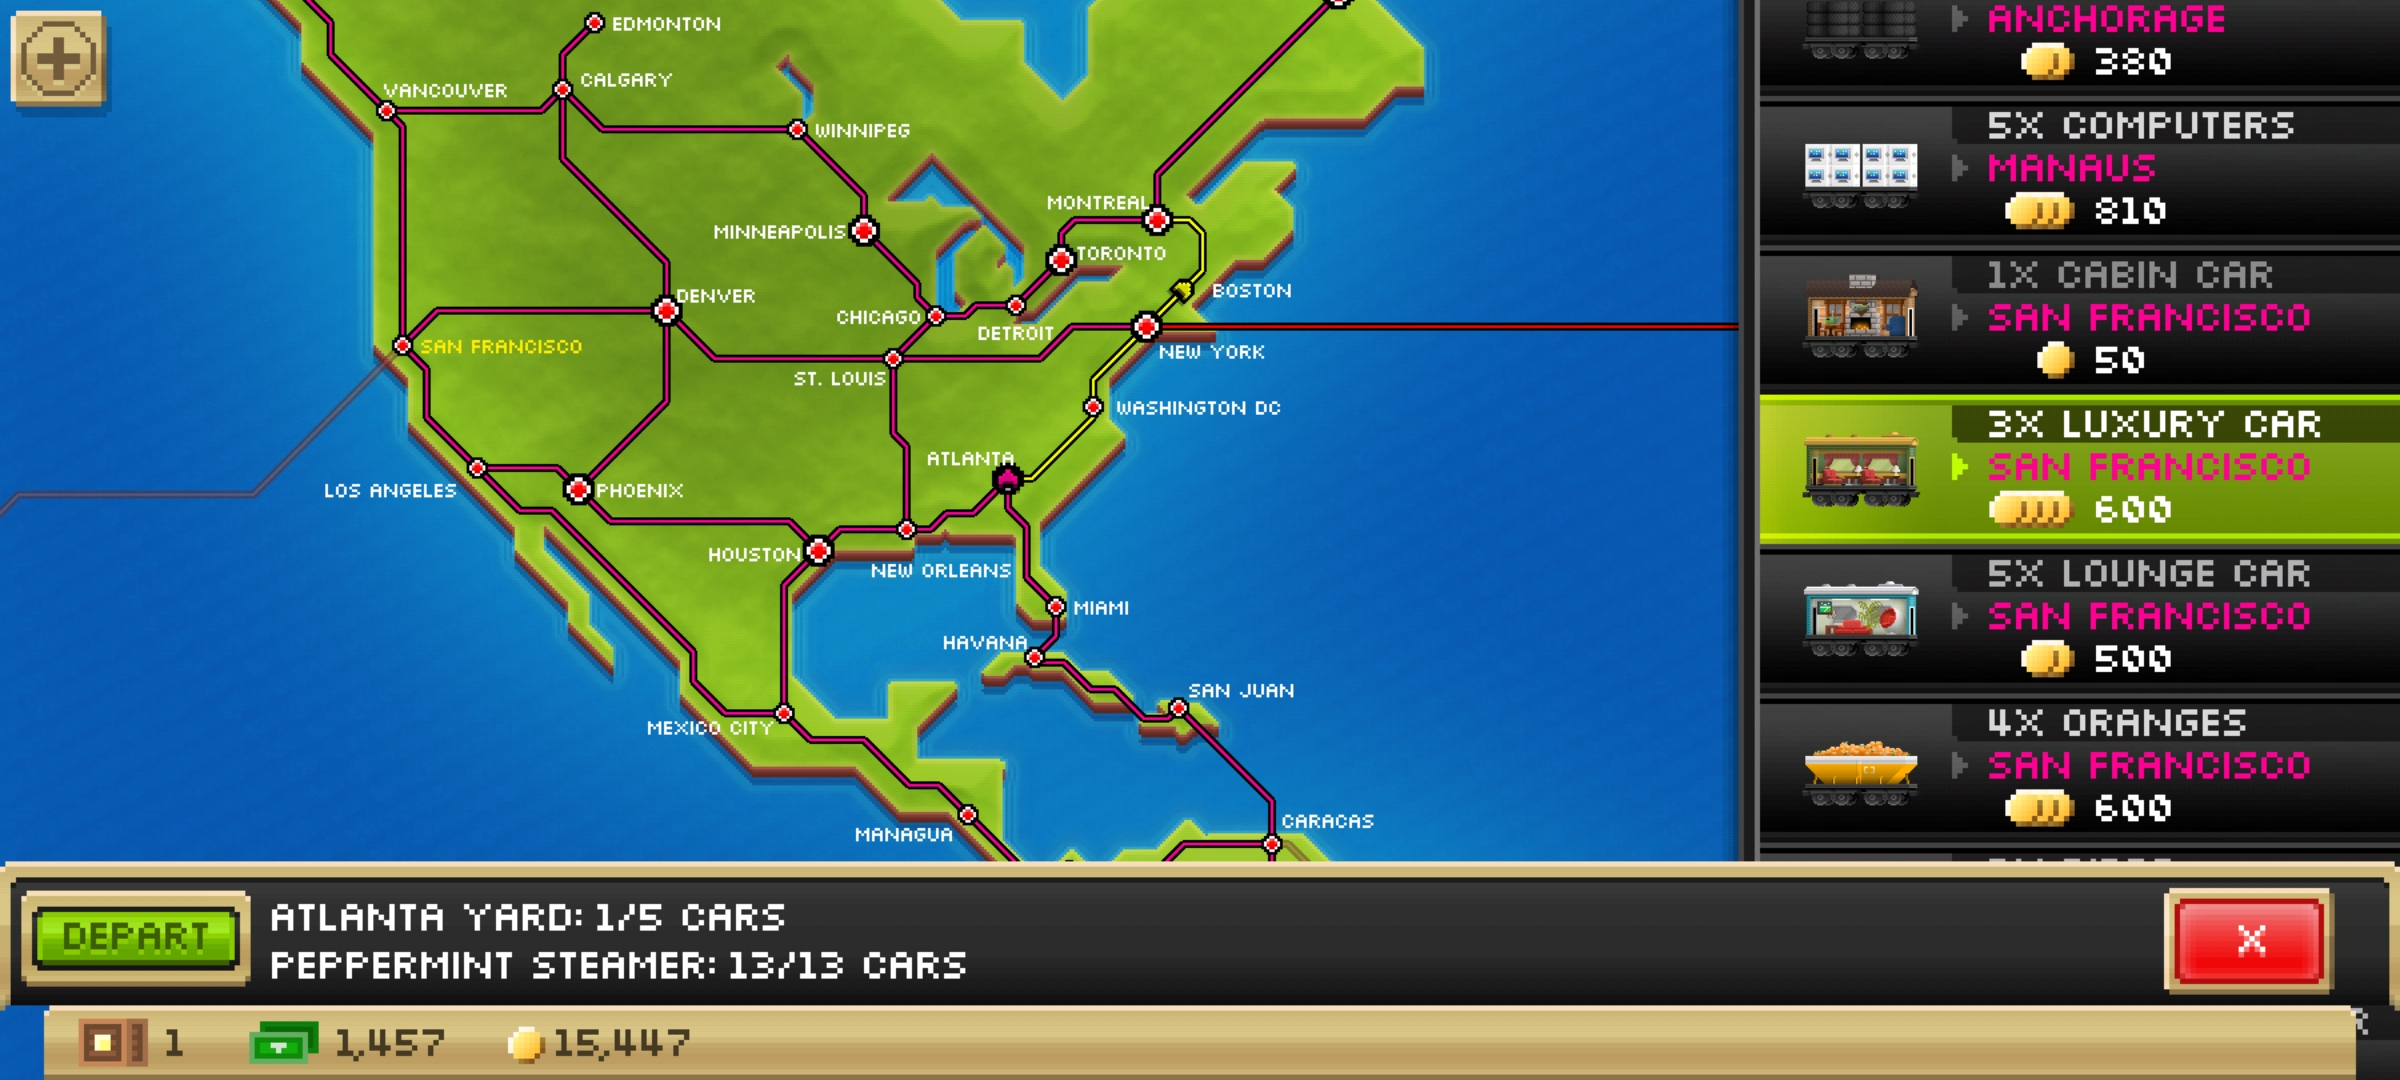 EDMONTON
CALGARY
VANCOUVER
WINNIPEG
MONTREAL
MINNEAPOLIS
TORONTO
BOSTON
DENVER
CHICAGO
DETROIT
SAN FRANCISCO
NEW YORK
ST. LOUIS
WASHINGTON DC
ATLANTA
LOS ANGELES
PHOENIX
HOUSTON
NEW ORLEANS
MIAMI
HAVANA
SAN JUAN
MEXICO CITY
CARACAS
MANAGUA
ANCHORAGE
380
5X COMPUTERS
MANAUS
810
1X CABIN CAR
SAN FRANCISCO
50
3X LUXURY CAR
SAN FRANCISCO
600
5X LOUNGE CAR
SAN FRANCISCO
500
4X ORANGES
SAN FRANCISCO
600
DEPART
ATLANTA YARD: 1/5 CARS
PEPPERMINT STEAMER: 13/13 CARS
X
1
1,457
15,447